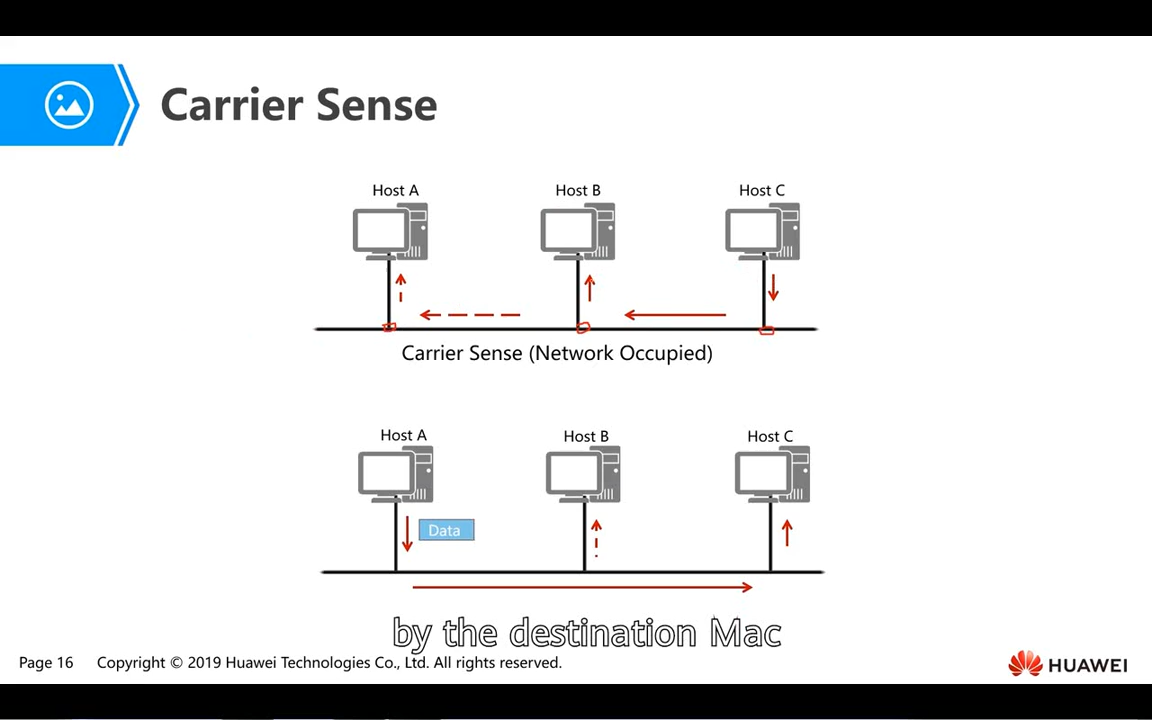 Carrier Sense
Host A Host B Host C
Carrier Sense (Network Occupied)
Host A Host B Host C
Data
by the destination Mac
Page 16 Copyright © 2019 Huawei Technologies Co., Ltd. All rights reserved.
HUAWEI